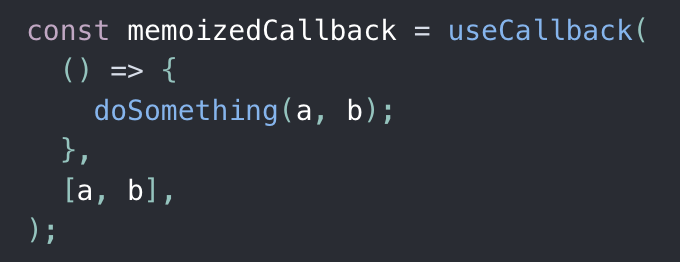 const memoizedCallback = useCallback(
  () => {
    doSomething(a, b);
  },
  [a, b],
);